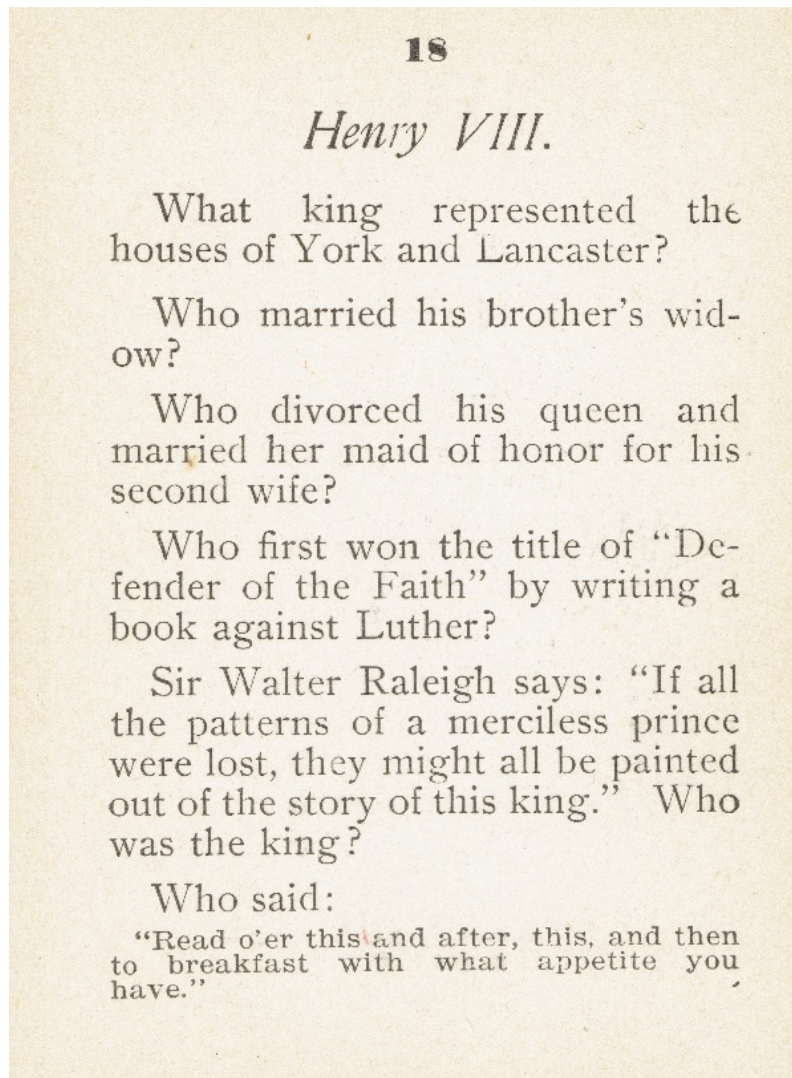 18
Henry VIII.
What king represented the
houses of York and Lancaster?
Who married his brother's wid-
ow?
Who divorced his queen and
married her maid of honor for his
second wife?
Who first won the title of "De-
fender of the Faith" by writing a
book against Luther?
Sir Walter Raleigh says: "If all
the patterns of a merciless prince
were lost, they might all be painted
out of the story of this king." Who
was the king?
Who said:
"Read o'er this and after, this, and then
to breakfast with what appetite you
have."